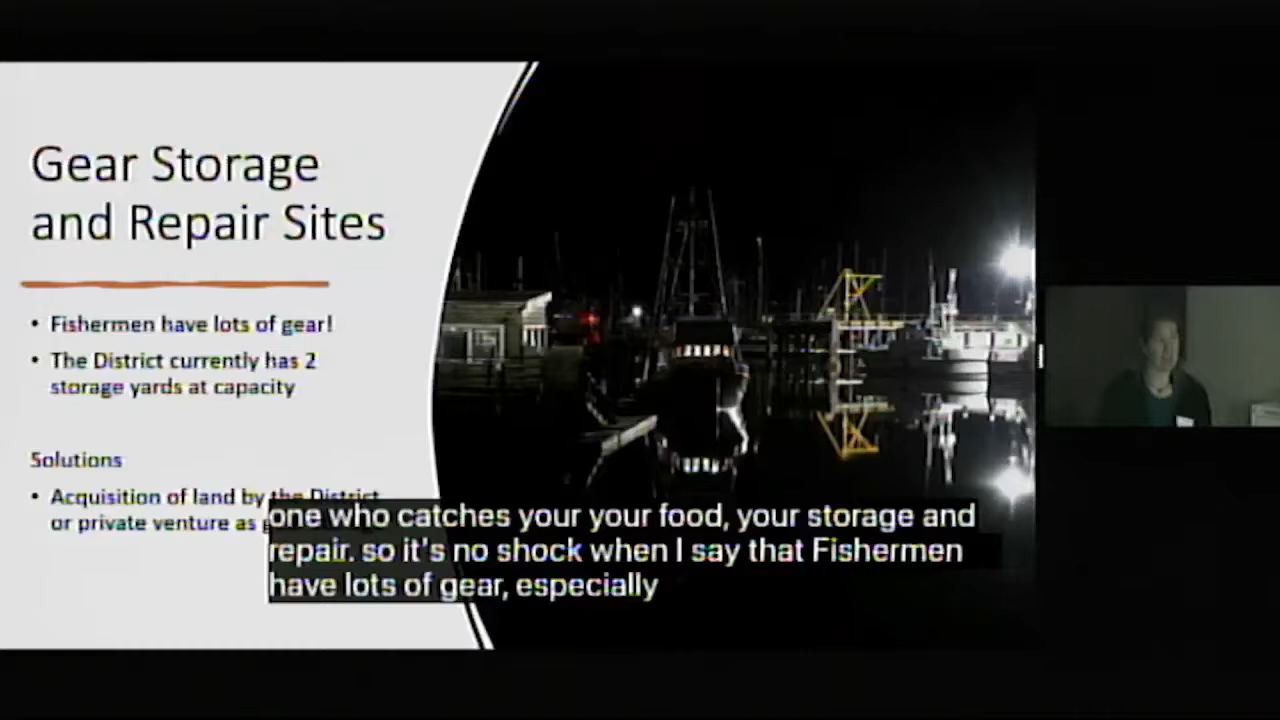 Gear Storage
and Repair Sites
• Fishermen have lots of gear!
• The District currently has 2
storage yards at capacity
Solutions
• Acquisition of land by the District
or private venture as
one who catches your your food, your storage and
repair. so it's no shock when I say that Fishermen
have lots of gear, especially